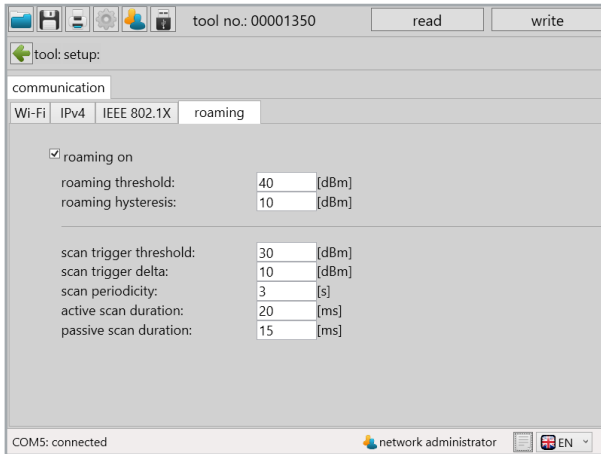 tool no.: 00001350 read write
tool: setup:
communication
Wi-Fi IPv4 IEEE 802.1X roaming
roaming on
roaming threshold: 40 [dBm]
roaming hysteresis: 10 [dBm]
scan trigger threshold: 30 [dBm]
scan trigger delta: 10 [dBm]
scan periodicity: 3 [s]
active scan duration: 20 [ms]
passive scan duration: 15 [ms]
COM5: connected network administrator EN